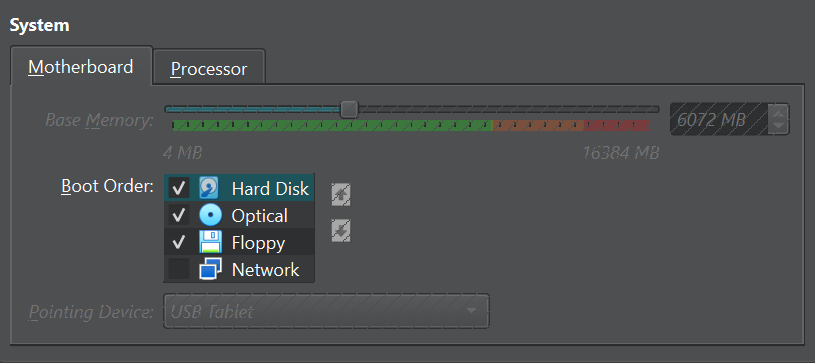 System
Motherboard
Processor
Base Memory:
6072 MB
4 MB
16384 MB
Boot Order:
Hard Disk
Optical
Floppy
Network
Pointing Device:
USB Tablet